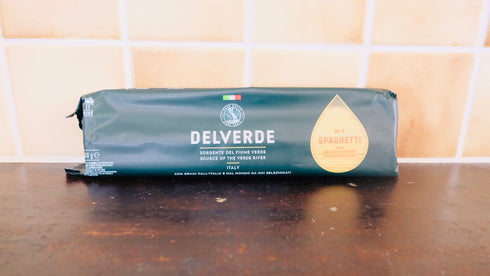 DELVERDE
SORGENTE DEL FIUME VERDE
SOURCE OF THE VERDE RIVER
ITALY
CON GRANI DALL'ITALIA E DAL MONDO DA NOI SELEZIONATI
N.4
SPAGHETTI